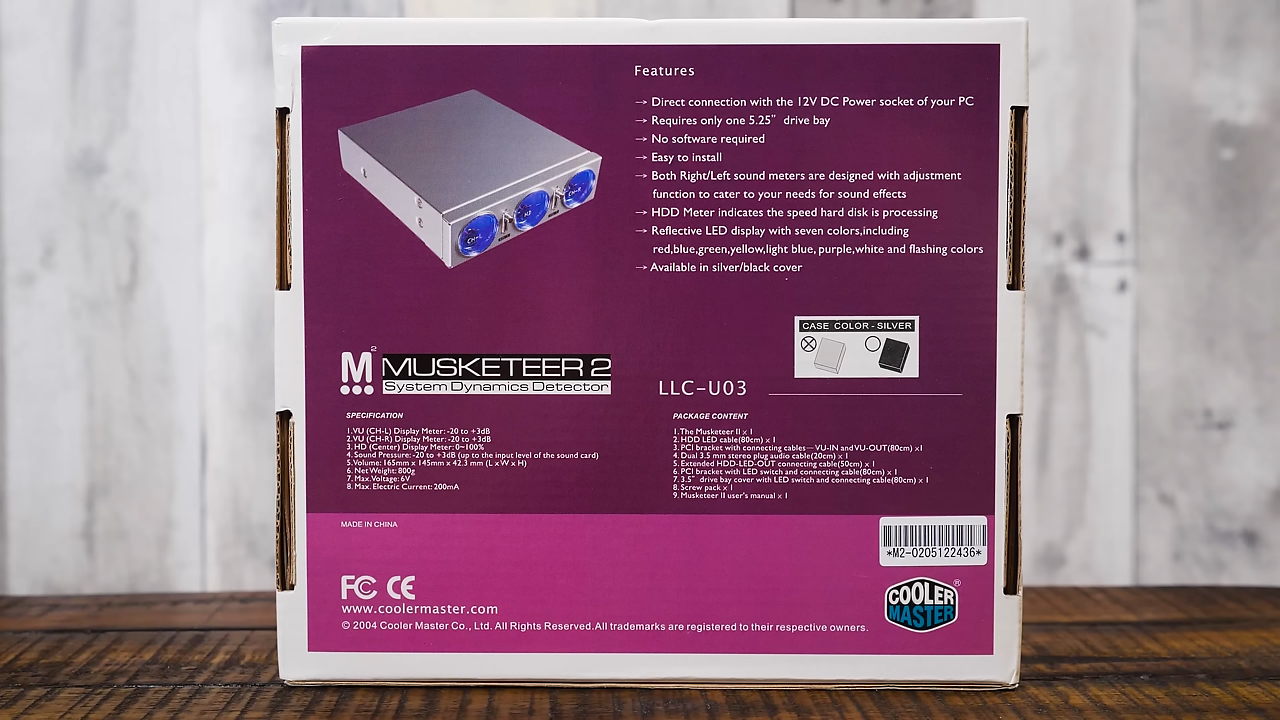 Features
→ Direct connection with the 12V DC Power socket of your PC
→ Requires only one 5.25” drive bay
→ No software required
→ Easy to install
→ Both Right/Left sound meters are designed with adjustment
function to cater to your needs for sound effects
→ HDD Meter indicates the speed hard disk is processing
→ Reflective LED display with seven colors,including
red,blue,green,yellow,light blue, purple,white and flashing colors
→ Available in silver/black cover
CH-L
CH-R
CASE COLOR - SILVER
M2
MUSKETEER 2
System Dynamics Detector
LLC-U03
SPECIFICATION
1.VU (CH-L) Display Meter: -20 to +3dB
2.VU (CH-R) Display Meter: -20 to +3dB
3. HD (Center) Display Meter: 0~100%
4. Sound Pressure: -20 to +3dB (up to the input level of the sound card)
5.Volume: 165mm x 145mm x 42.3 mm (L x W x H)
6. Net Weight: 800g
7. Max.Voltage: 6V
8. Max. Electric Current: 200mA
PACKAGE CONTENT
1.The Musketeer II x 1
2. HDD LED cable(80cm) x 1
3. PCI bracket with connecting cables—VU-IN and VU-OUT(80cm) x1
4. Dual 3.5 mm stereo plug audio cable(20cm) x 1
5. Extended HDD-LED-OUT connecting cable(50cm) x 1
6. PCI bracket with LED switch and connecting cable(80cm) x 1
7. 3.5” drive bay cover with LED switch and connecting cable(80cm) x 1
8. Screw pack x 1
9. Musketeer II user's manual x 1
MADE IN CHINA
*M2-0205122436*
FC CE
www.coolermaster.com
© 2004 Cooler Master Co., Ltd. All Rights Reserved.All trademarks are registered to their respective owners.
COOLER
MASTER®